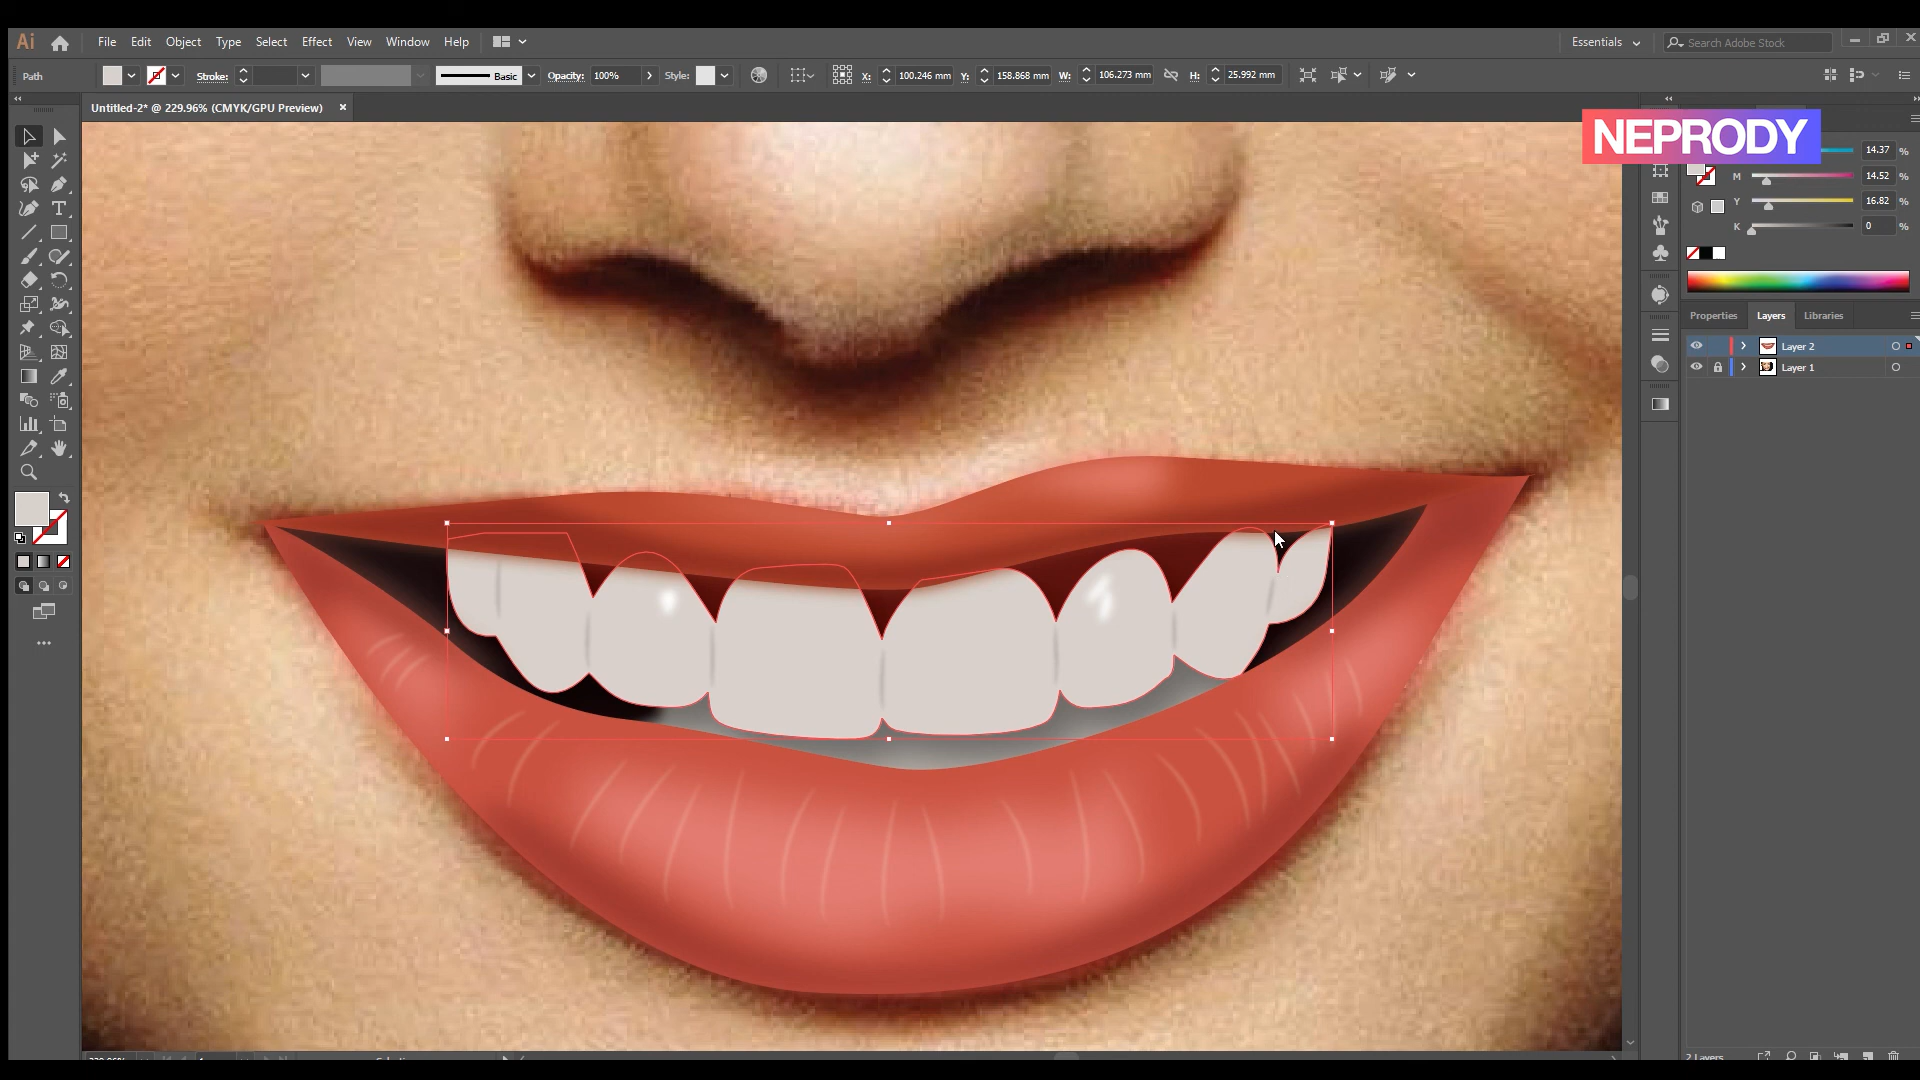 Ai File Edit Object Type Select Effect View Window Help Essentials Search Adobe Stock
Path Stroke: Basic Opacity: 100% Style: X: 100.246 mm Y: 158.868 mm W: 106.273 mm H: 25.992 mm
Untitled-2* @ 229.96% (CMYK/GPU Preview) ×
NEPRODY
14.37 %
M 14.52 %
Y 16.82 %
K 0 %
Properties Layers Libraries
Layer 2
Layer 1
2 Layers